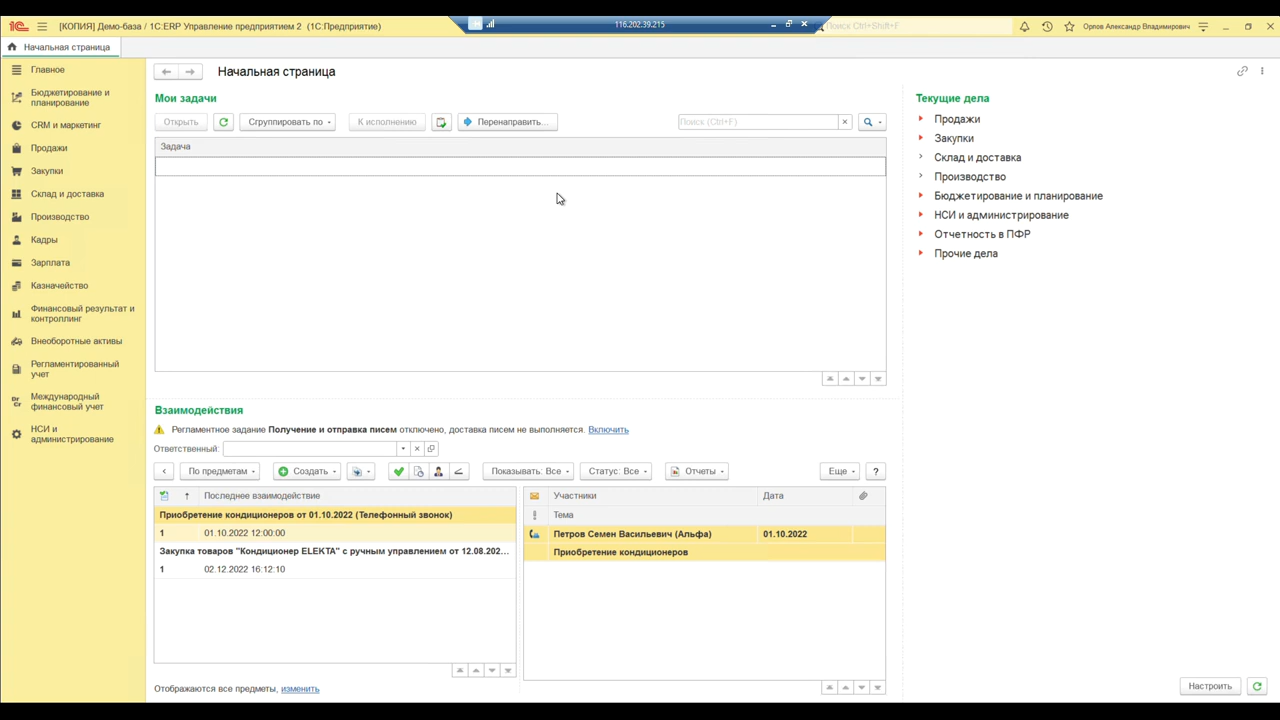 [КОПИЯ] Демо-база / 1С:ERP Управление предприятием 2 (1С:Предприятие)
116.202.39.215
Поиск Ctrl+Shift+F
Орлов Александр Владимирович
Начальная страница
Главное
Бюджетирование и
планирование
CRM и маркетинг
Продажи
Закупки
Склад и доставка
Производство
Кадры
Зарплата
Казначейство
Финансовый результат и
контроллинг
Внеоборотные активы
Регламентированный
учет
Международный
финансовый учет
НСИ и
администрирование
Начальная страница
Мои задачи
Открыть
Сгруппировать по
К исполнению
Перенаправить...
Поиск (Ctrl+F)
Задача
Взаимодействия
Регламентное задание Получение и отправка писем отключено, доставка писем не выполняется. Включить
Ответственный:
По предметам
Создать
Показывать: Все
Статус: Все
Отчеты
Еще
?
Последнее взаимодействие
Приобретение кондиционеров от 01.10.2022 (Телефонный звонок)
1 01.10.2022 12:00:00
Закупка товаров "Кондиционер ELEKTA" с ручным управлением от 12.08.202...
1 02.12.2022 16:12:10
Участники Дата
Тема
Петров Семен Васильевич (Альфа) 01.10.2022
Приобретение кондиционеров
Отображаются все предметы, изменить
Текущие дела
Продажи
Закупки
Склад и доставка
Производство
Бюджетирование и планирование
НСИ и администрирование
Отчетность в ПФР
Прочие дела
Настроить